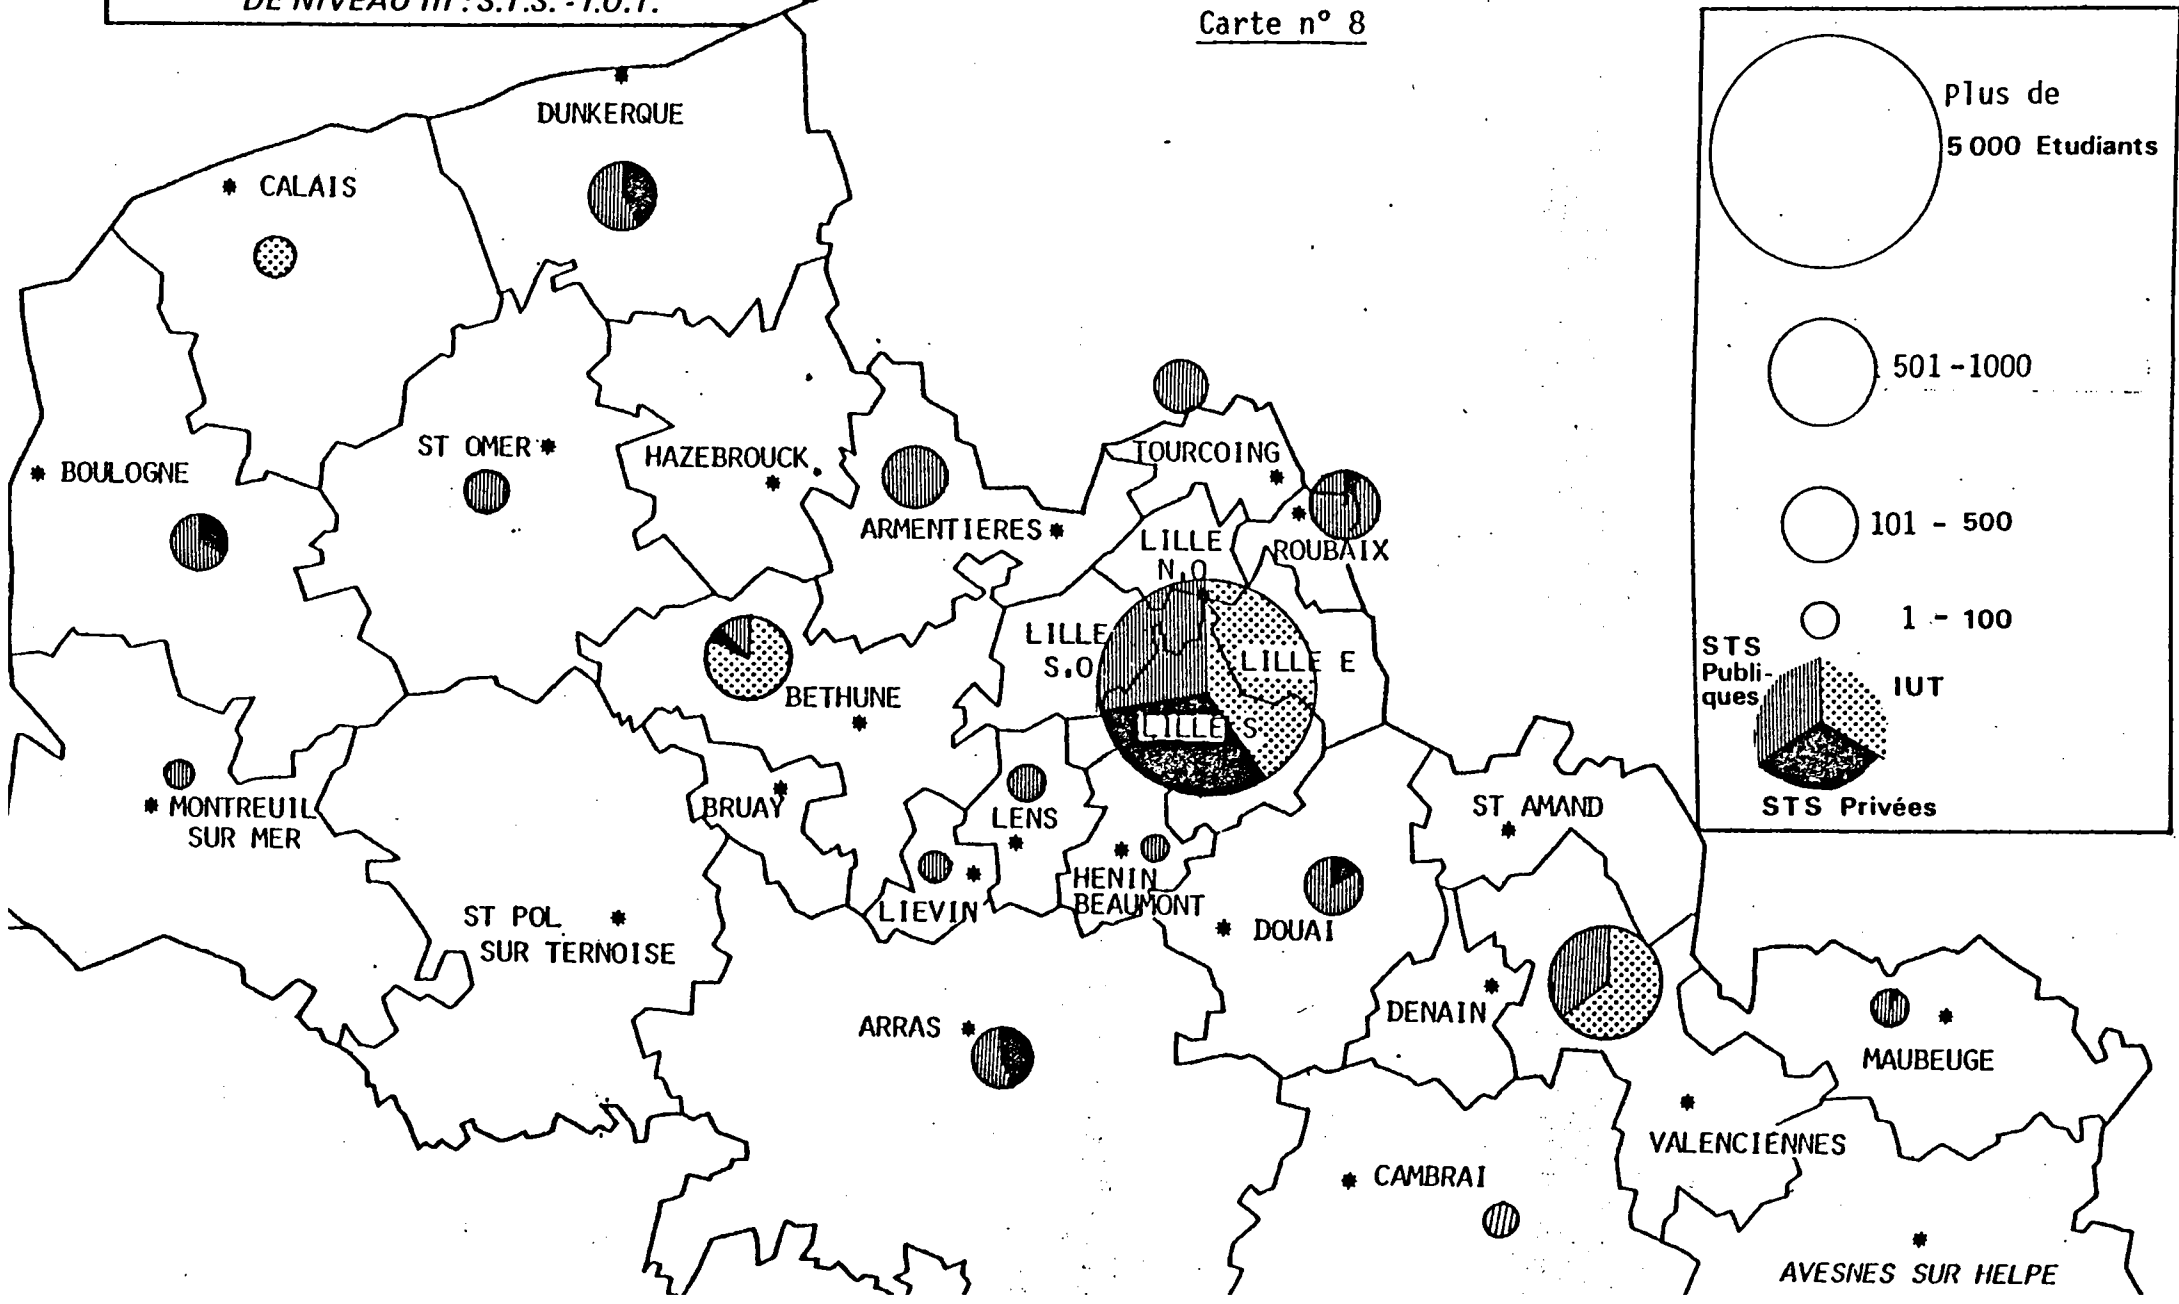 DE NIVEAU III : S.T.S. - I.U.T.
Carte n° 8
Plus de
5 000 Etudiants
501 - 1000
101 - 500
1 - 100
STS
Publi-
ques
IUT
STS Privées
DUNKERQUE
CALAIS
ST OMER
HAZEBROUCK
BOULOGNE
TOURCOING
ARMENTIERES
LILLE
N.O
ROUBAIX
LILLE
S.O
LILLE E
LILLE S
BETHUNE
MONTREUIL
SUR MER
BRUAY
LENS
ST AMAND
HENIN
BEAUMONT
LIEVIN
ST POL
SUR TERNOISE
DOUAI
DENAIN
ARRAS
MAUBEUGE
VALENCIENNES
CAMBRAI
AVESNES SUR HELPE